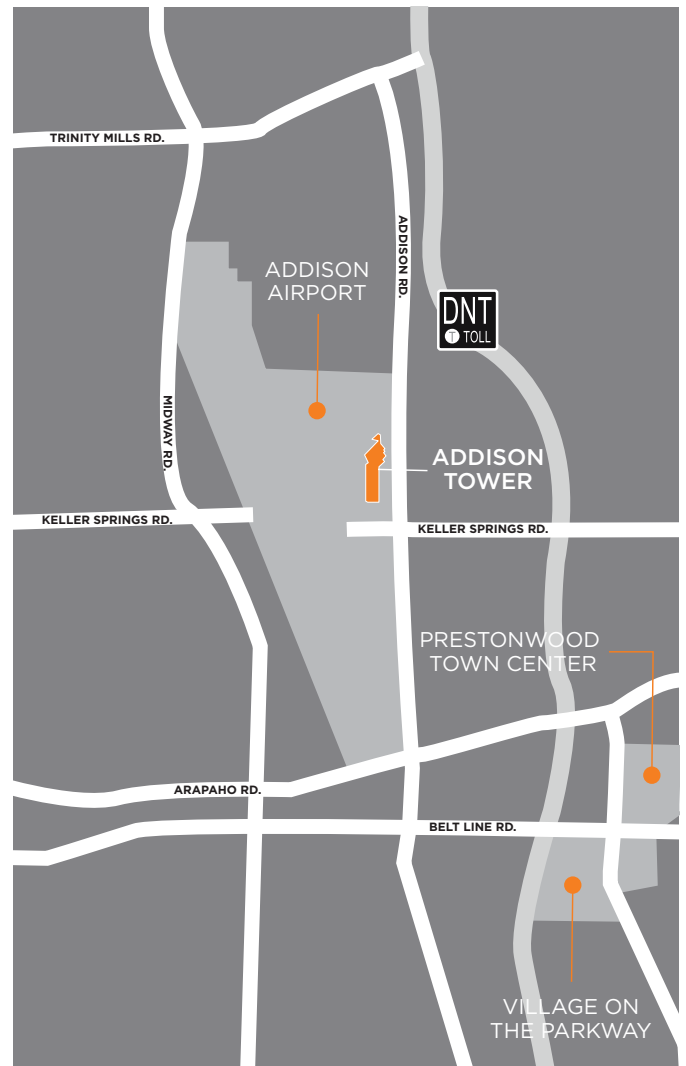 TRINITY MILLS RD.
ADDISON RD.
ADDISON
AIRPORT
DNT
T TOLL
MIDWAY RD.
ADDISON
TOWER
KELLER SPRINGS RD.
KELLER SPRINGS RD.
PRESTONWOOD
TOWN CENTER
ARAPAHO RD.
BELT LINE RD.
VILLAGE ON
THE PARKWAY